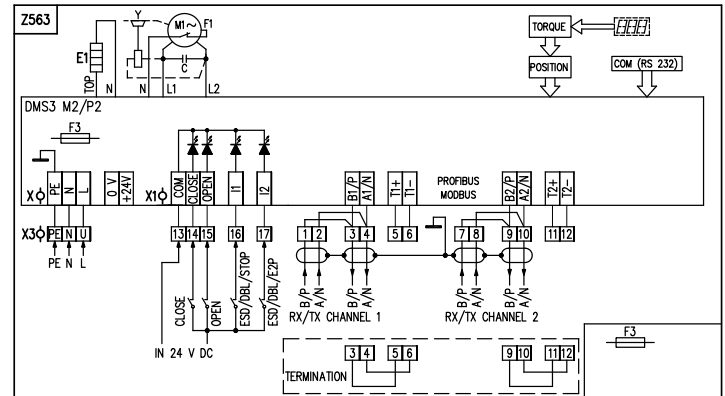 Z563
Y
M1~
F1
E1
C
TOP
N
N
L1
L2
TORQUE
POSITION
COM (RS 232)
DMS3 M2/P2
F3
X
PE
N
L
0 V
+24V
X1
COM
CLOSE
OPEN
I1
I2
B1/P
A1/N
T1+
T1-
PROFIBUS
MODBUS
B2/P
A2/N
T2+
T2-
X3
PE
N
U
13
14
15
16
17
1
2
3
4
5
6
7
8
9
10
11
12
PE
N
L
CLOSE
OPEN
ESD/DBL/STOP
ESD/DBL/E2P
B/P
A/N
B/P
A/N
B/P
A/N
B/P
A/N
RX/TX CHANNEL 1
RX/TX CHANNEL 2
IN 24 V DC
TERMINATION
3
4
5
6
9
10
11
12
F3